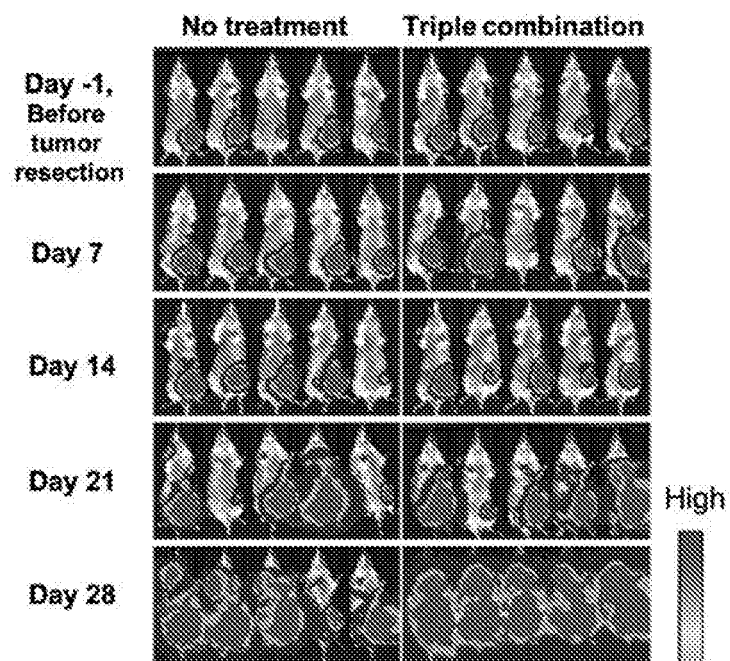 No treatment Triple combination
Day -1,
Before
tumor
resection
Day 7
Day 14
Day 21
High
Day 28